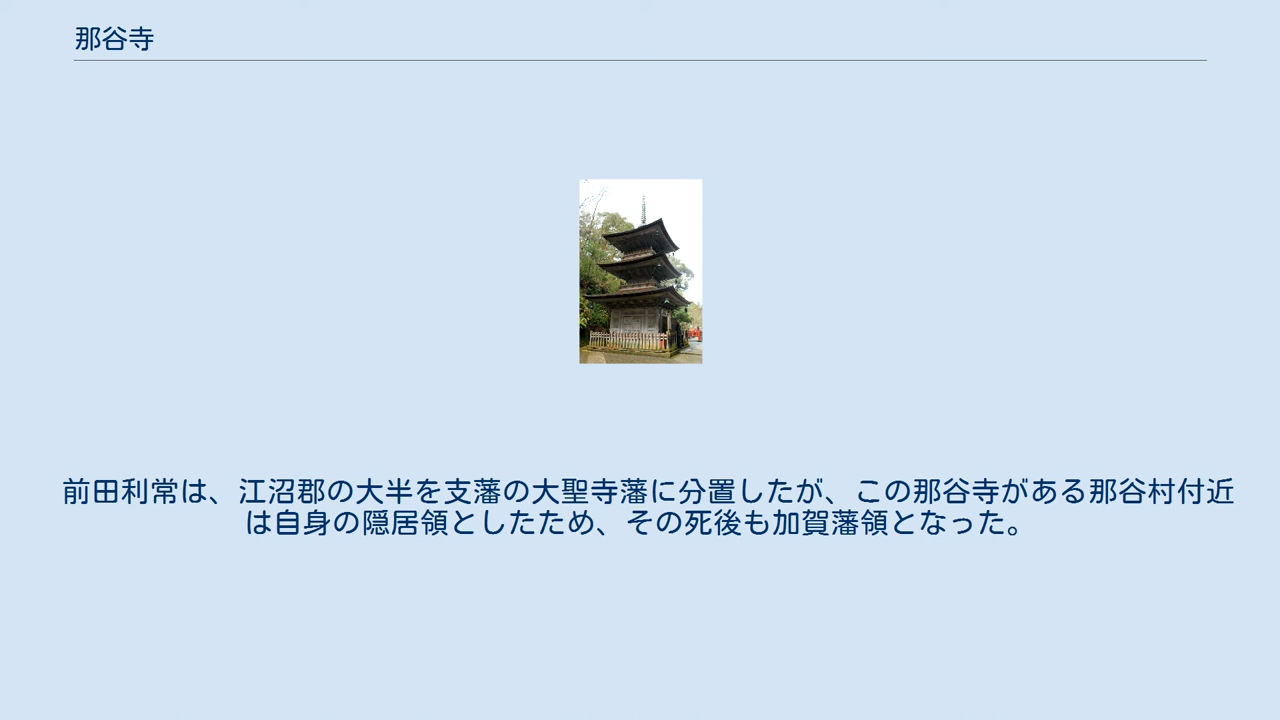 那谷寺
前田利常は、江沼郡の大半を支藩の大聖寺藩に分置したが、この那谷寺がある那谷村付近
は自身の隠居領としたため、その死後も加賀藩領となった。